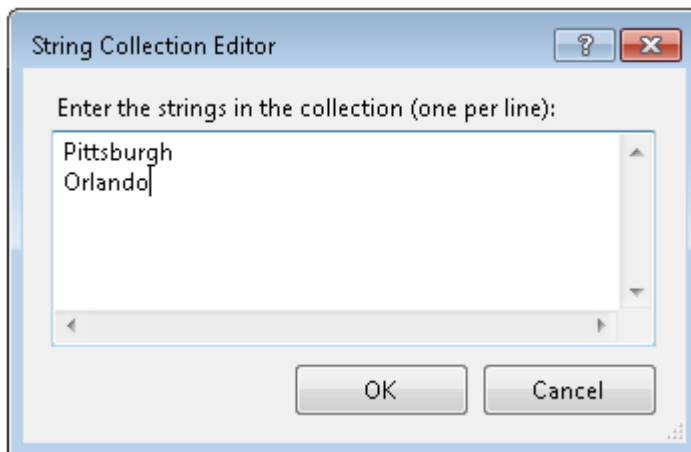 String Collection Editor
?
Enter the strings in the collection (one per line):
Pittsburgh
Orlando
OK Cancel